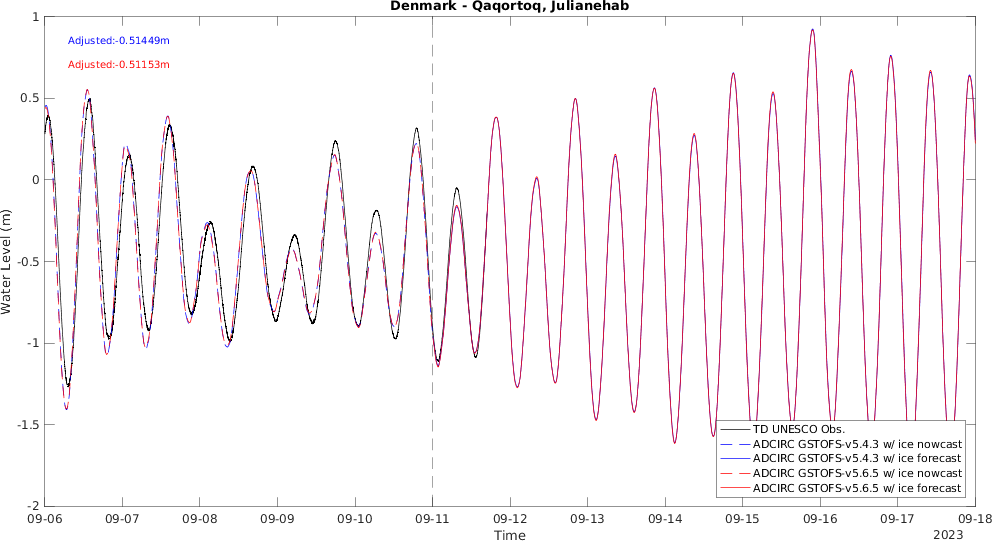 Denmark - Qaqortoq, Julianehab
Adjusted:-0.51449m
Adjusted:-0.51153m
Water Level (m)
1
0.5
0
-0.5
-1
-1.5
-2
TD UNESCO Obs.
ADCIRC GSTOFS-v5.4.3 w/ ice nowcast
ADCIRC GSTOFS-v5.4.3 w/ ice forecast
ADCIRC GSTOFS-v5.6.5 w/ ice nowcast
ADCIRC GSTOFS-v5.6.5 w/ ice forecast
09-06 09-07 09-08 09-09 09-10 09-11 09-12 09-13 09-14 09-15 09-16 09-17 09-18
Time
2023